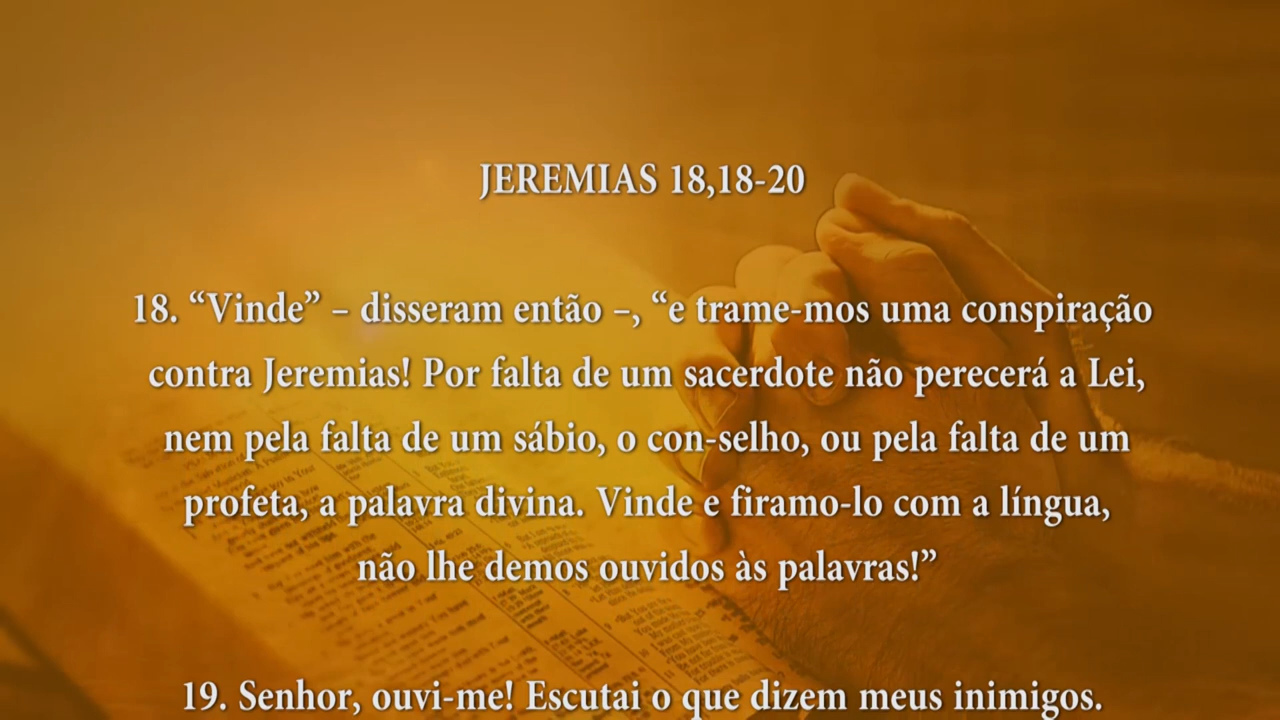 JEREMIAS 18,18-20
18. “Vinde” – disseram então –, “e trame-mos uma conspiração
contra Jeremias! Por falta de um sacerdote não perecerá a Lei,
nem pela falta de um sábio, o con-selho, ou pela falta de um
profeta, a palavra divina. Vinde e firamo-lo com a língua,
não lhe demos ouvidos às palavras!”
19. Senhor, ouvi-me! Escutai o que dizem meus inimigos.